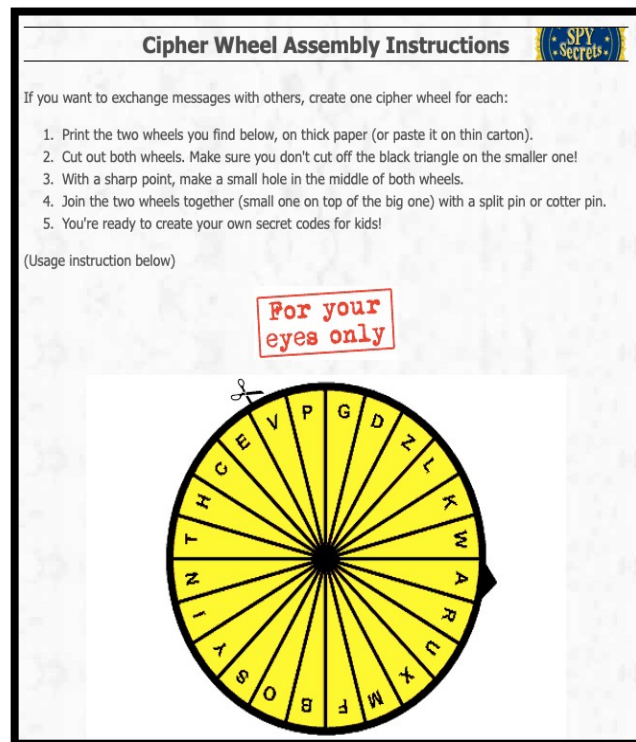 Cipher Wheel Assembly Instructions
SPY
Secrets
If you want to exchange messages with others, create one cipher wheel for each:
1. Print the two wheels you find below, on thick paper (or paste it on thin carton).
2. Cut out both wheels. Make sure you don't cut off the black triangle on the smaller one!
3. With a sharp point, make a small hole in the middle of both wheels.
4. Join the two wheels together (small one on top of the big one) with a split pin or cotter pin.
5. You're ready to create your own secret codes for kids!
(Usage instruction below)
For your
eyes only
G D Z L K W A R U X M F B O S Y I N T H C E V P